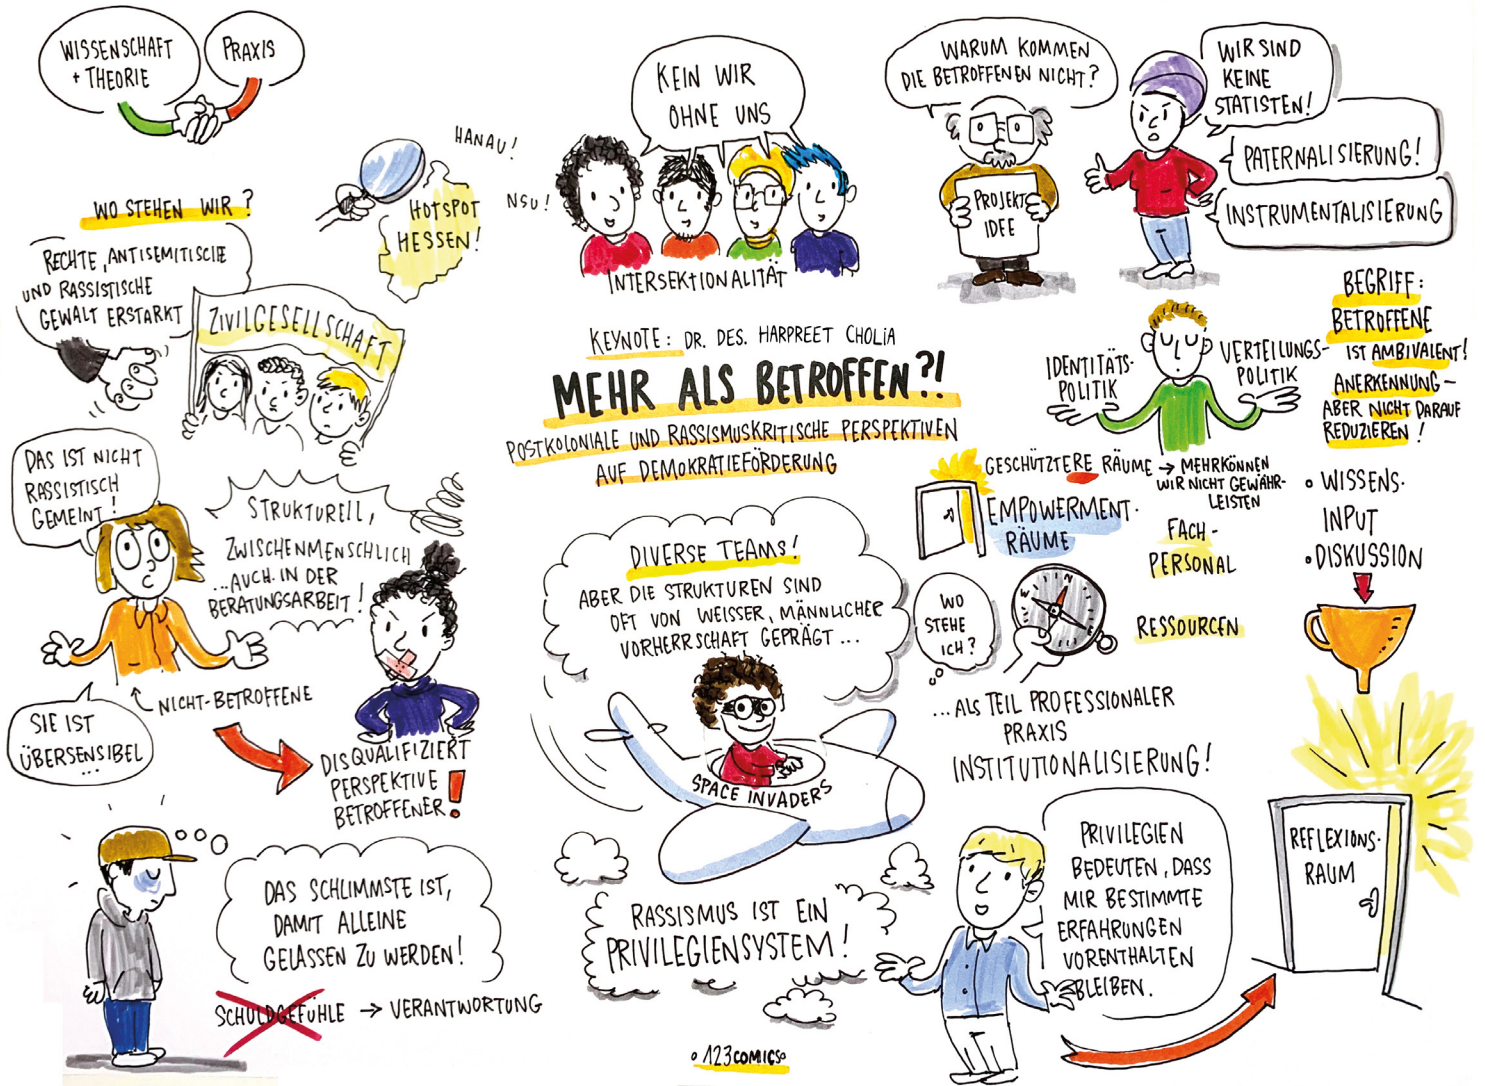 WISSENSCHAFT
+ THEORIE
PRAXIS
WO STEHEN WIR?
RECHTE, ANTISEMITISCHE
UND RASSISTISCHE
GEWALT ERSTARKT
ZIVILGESELLSCHAFT
HANAU!
NSU!
HOTSPOT
HESSEN!
KEIN WIR
OHNE UNS
INTERSEKTIONALITÄT
WARUM KOMMEN
DIE BETROFFENEN NICHT?
PROJEKT
IDEE
WIR SIND
KEINE
STATISTEN!
PATERNALISIERUNG!
INSTRUMENTALISIERUNG
KEYNOTE: DR. DES. HARPREET CHOLIA
MEHR ALS BETROFFEN?!
POSTKOLONIALE UND RASSISMUSKRITISCHE PERSPEKTIVEN
AUF DEMOKRATIEFÖRDERUNG
IDENTITÄTS-
POLITIK
VERTEILUNGS-
POLITIK
BEGRIFF:
BETROFFENE
IST AMBIVALENT!
ANERKENNUNG -
ABER NICHT DARAUF
REDUZIEREN!
DAS IST NICHT
RASSISTISCH
GEMEINT!
STRUKTURELL,
ZWISCHENMENSCHLICH
...AUCH IN DER
BERATUNGSARBEIT!
NICHT-BETROFFENE
SIE IST
ÜBERSENSIBEL
...
DISQUALIFIZIERT
PERSPEKTIVE
BETROFFENER!
DIVERSE TEAMS!
ABER DIE STRUKTUREN SIND
OFT VON WEISSER, MÄNNLICHER
VORHERRSCHAFT GEPRÄGT...
SPACE INVADERS
GESCHÜTZTERE RÄUME → MEHR KÖNNEN
WIR NICHT GEWÄHR-
LEISTEN
EMPOWERMENT-
RÄUME
FACH-
PERSONAL
WO
STEHE
ICH?
N
RESSOURCEN
...ALS TEIL PROFESSIONALER
PRAXIS
INSTITUTIONALISIERUNG!
• WISSENS-
INPUT
• DISKUSSION
REFLEXIONS-
RAUM
DAS SCHLIMMSTE IST,
DAMIT ALLEINE
GELASSEN ZU WERDEN!
SCHULDGEFÜHLE → VERANTWORTUNG
RASSISMUS IST EIN
PRIVILEGIENSYSTEM!
PRIVILEGIEN
BEDEUTEN, DASS
MIR BESTIMMTE
ERFAHRUNGEN
VORENTHALTEN
BLEIBEN.
123COMICS